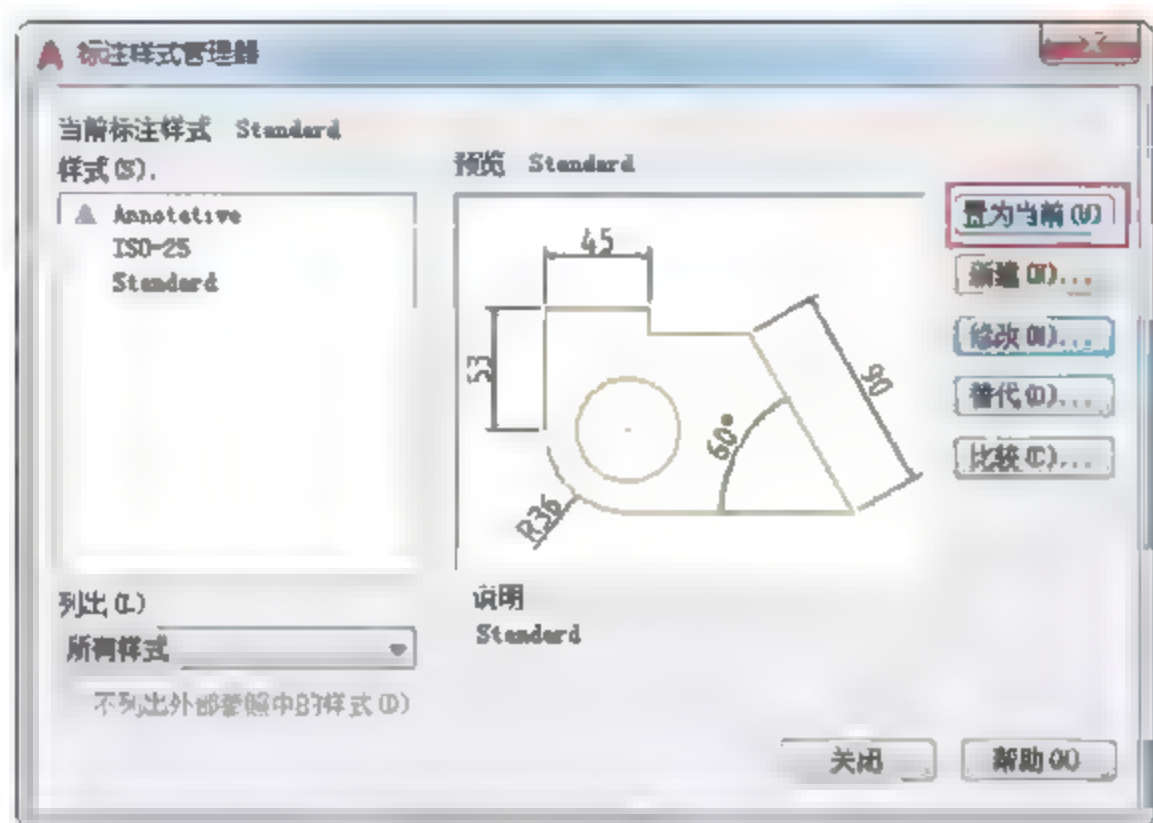 标注样式管理器
当前标注样式 Standard
样式(S).
预览 Standard
Annotative
ISO-25
Standard
45
53
90
60°
R36
置为当前(U)
新建(N)...
修改(M)...
替代(O)...
比较(C)...
列出(L)
所有样式
不列出外部参照中的样式(D)
说明
Standard
关闭
帮助(H)